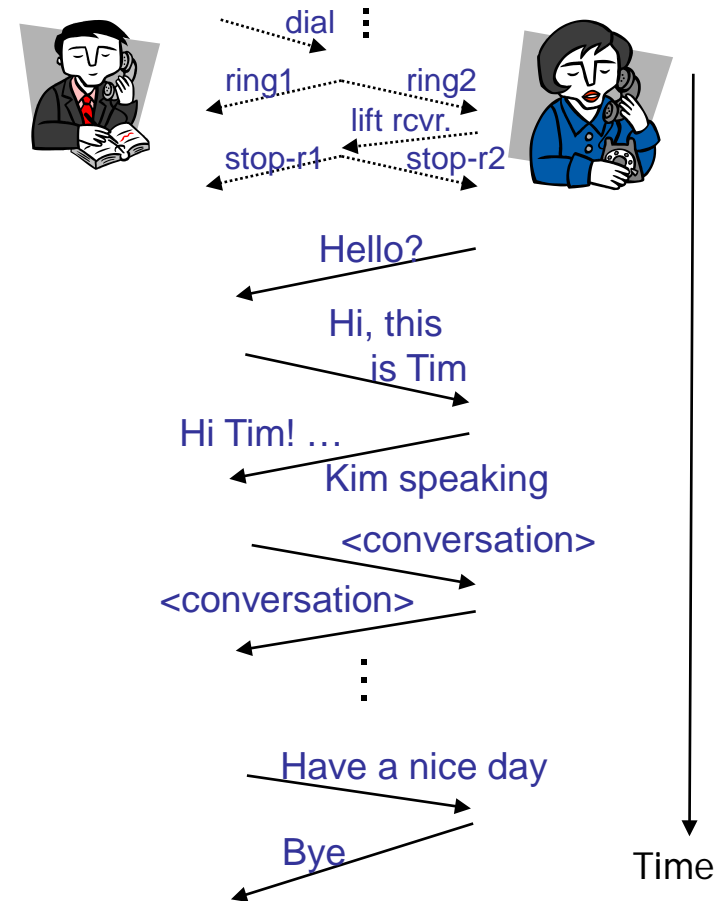 dial
ring1 ring2
lift rcvr.
stop-r1 stop-r2
Hello?
Hi, this
is Tim
Hi Tim! …
Kim speaking
<conversation>
<conversation>
Have a nice day
Bye
Time